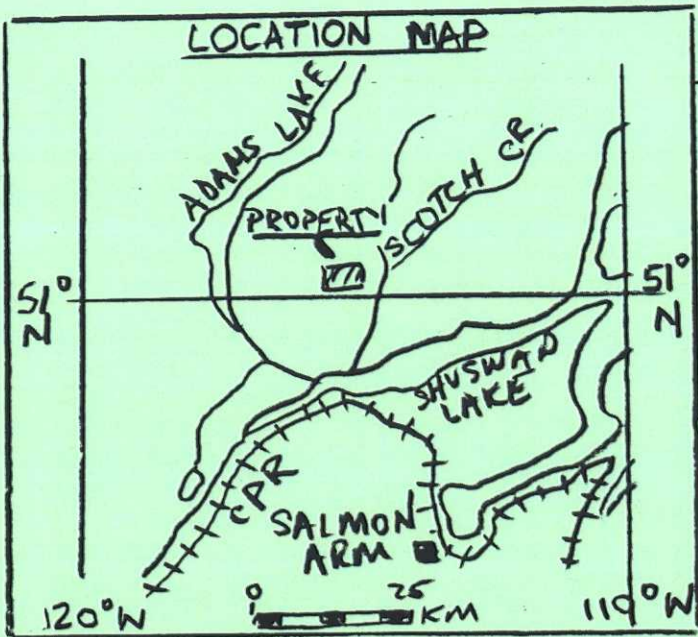 LOCATION MAP
ADAMS LAKE
SCOTCH CR
PROPERTY
51°
N
51°
N
SHUSWAP
LAKE
CPR
SALMON
ARM
0 25
KM
120°W
119°W